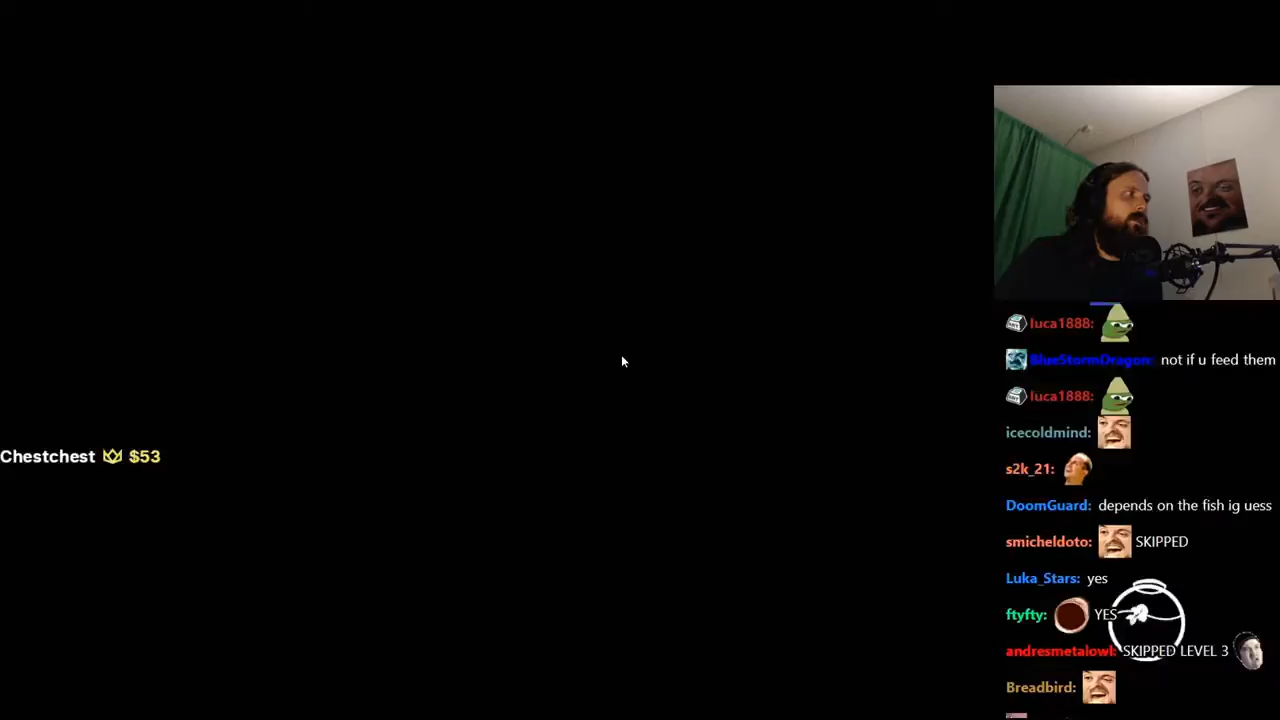 luca1888:
BlueStormDragon: not if u feed them
luca1888:
icecoldmind:
Chestchest $53
s2k_21:
DoomGuard: depends on the fish ig uess
smicheldoto: SKIPPED
Luka_Stars: yes
ftyfty: YES
andresmetalowl: SKIPPED LEVEL 3
Breadbird: